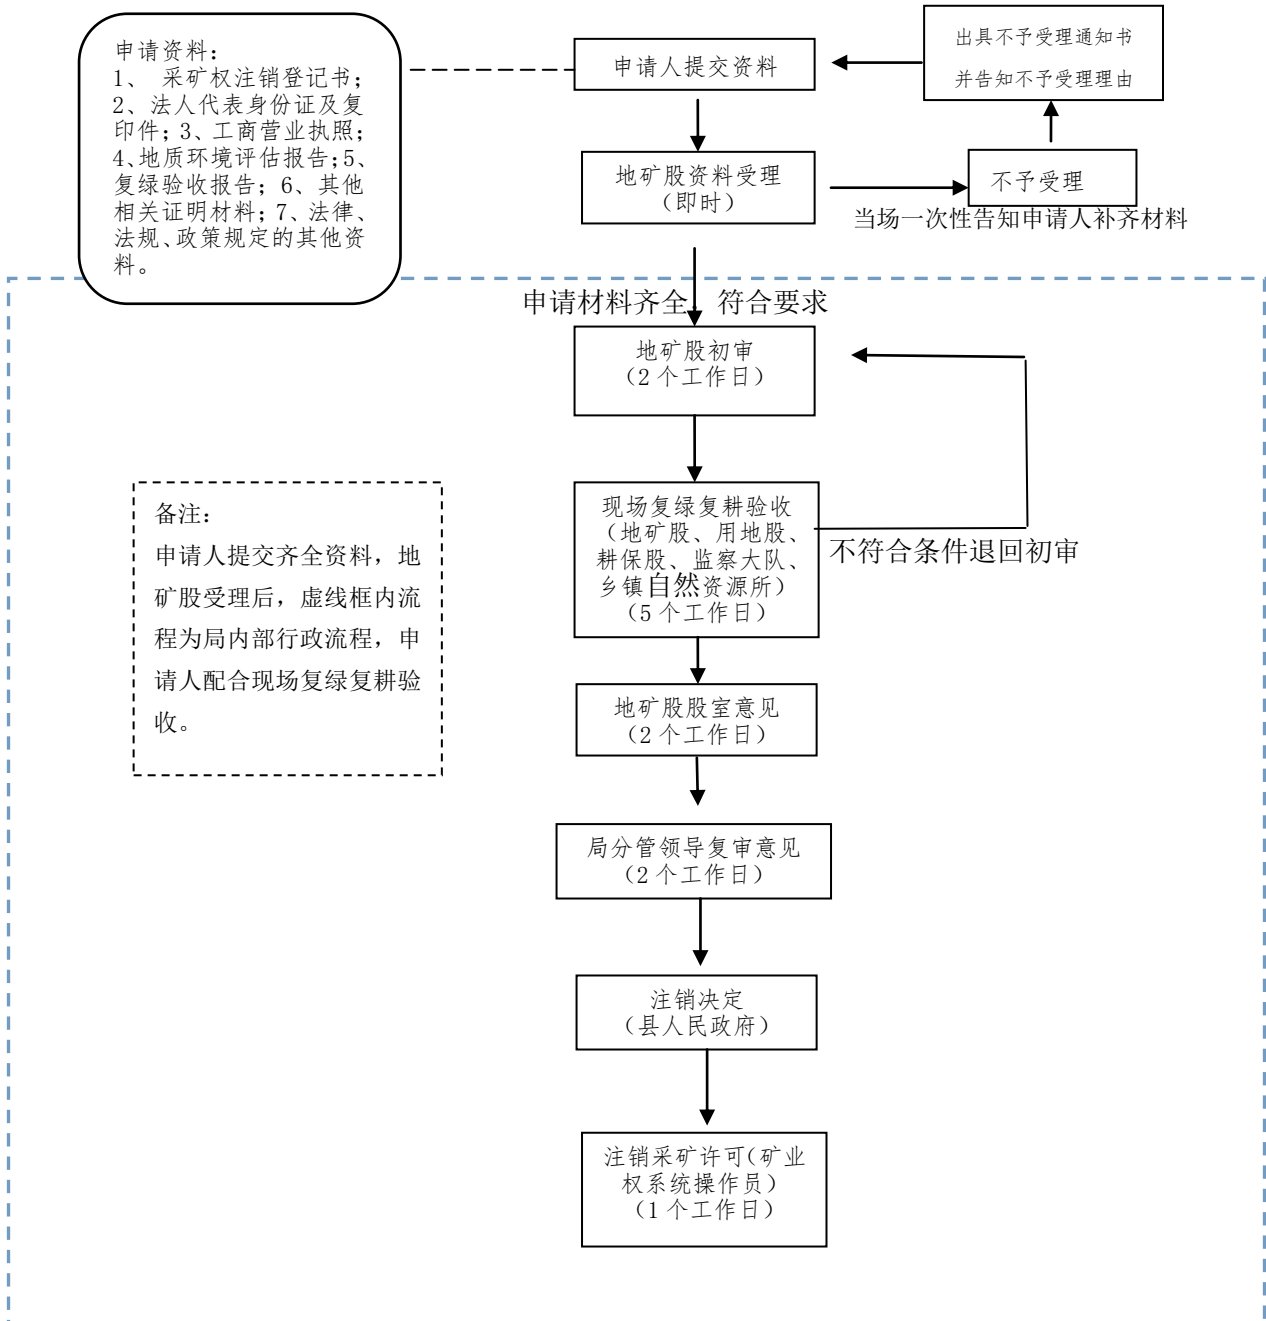 申请资料：
1、 采矿权注销登记书；
2、法人代表身份证及复
印件；3、工商营业执照；
4、地质环境评估报告；5、
复绿验收报告；6、其他
相关证明材料；7、法律、
法规、政策规定的其他资
料。
申请人提交资料
出具不予受理通知书
并告知不予受理理由
地矿股资料受理
（即时）
不予受理
当场一次性告知申请人补齐材料
申请材料齐全，符合要求
地矿股初审
（2 个工作日）
现场复绿复耕验收
（地矿股、用地股、
耕保股、监察大队、
乡镇自然资源所）
（5 个工作日）
不符合条件退回初审
备注：
申请人提交齐全资料，地
矿股受理后，虚线框内流
程为局内部行政流程，申
请人配合现场复绿复耕验
收。
地矿股股室意见
（2 个工作日）
局分管领导复审意见
（2 个工作日）
注销决定
（县人民政府）
注销采矿许可（矿业
权系统操作员）
（1 个工作日）